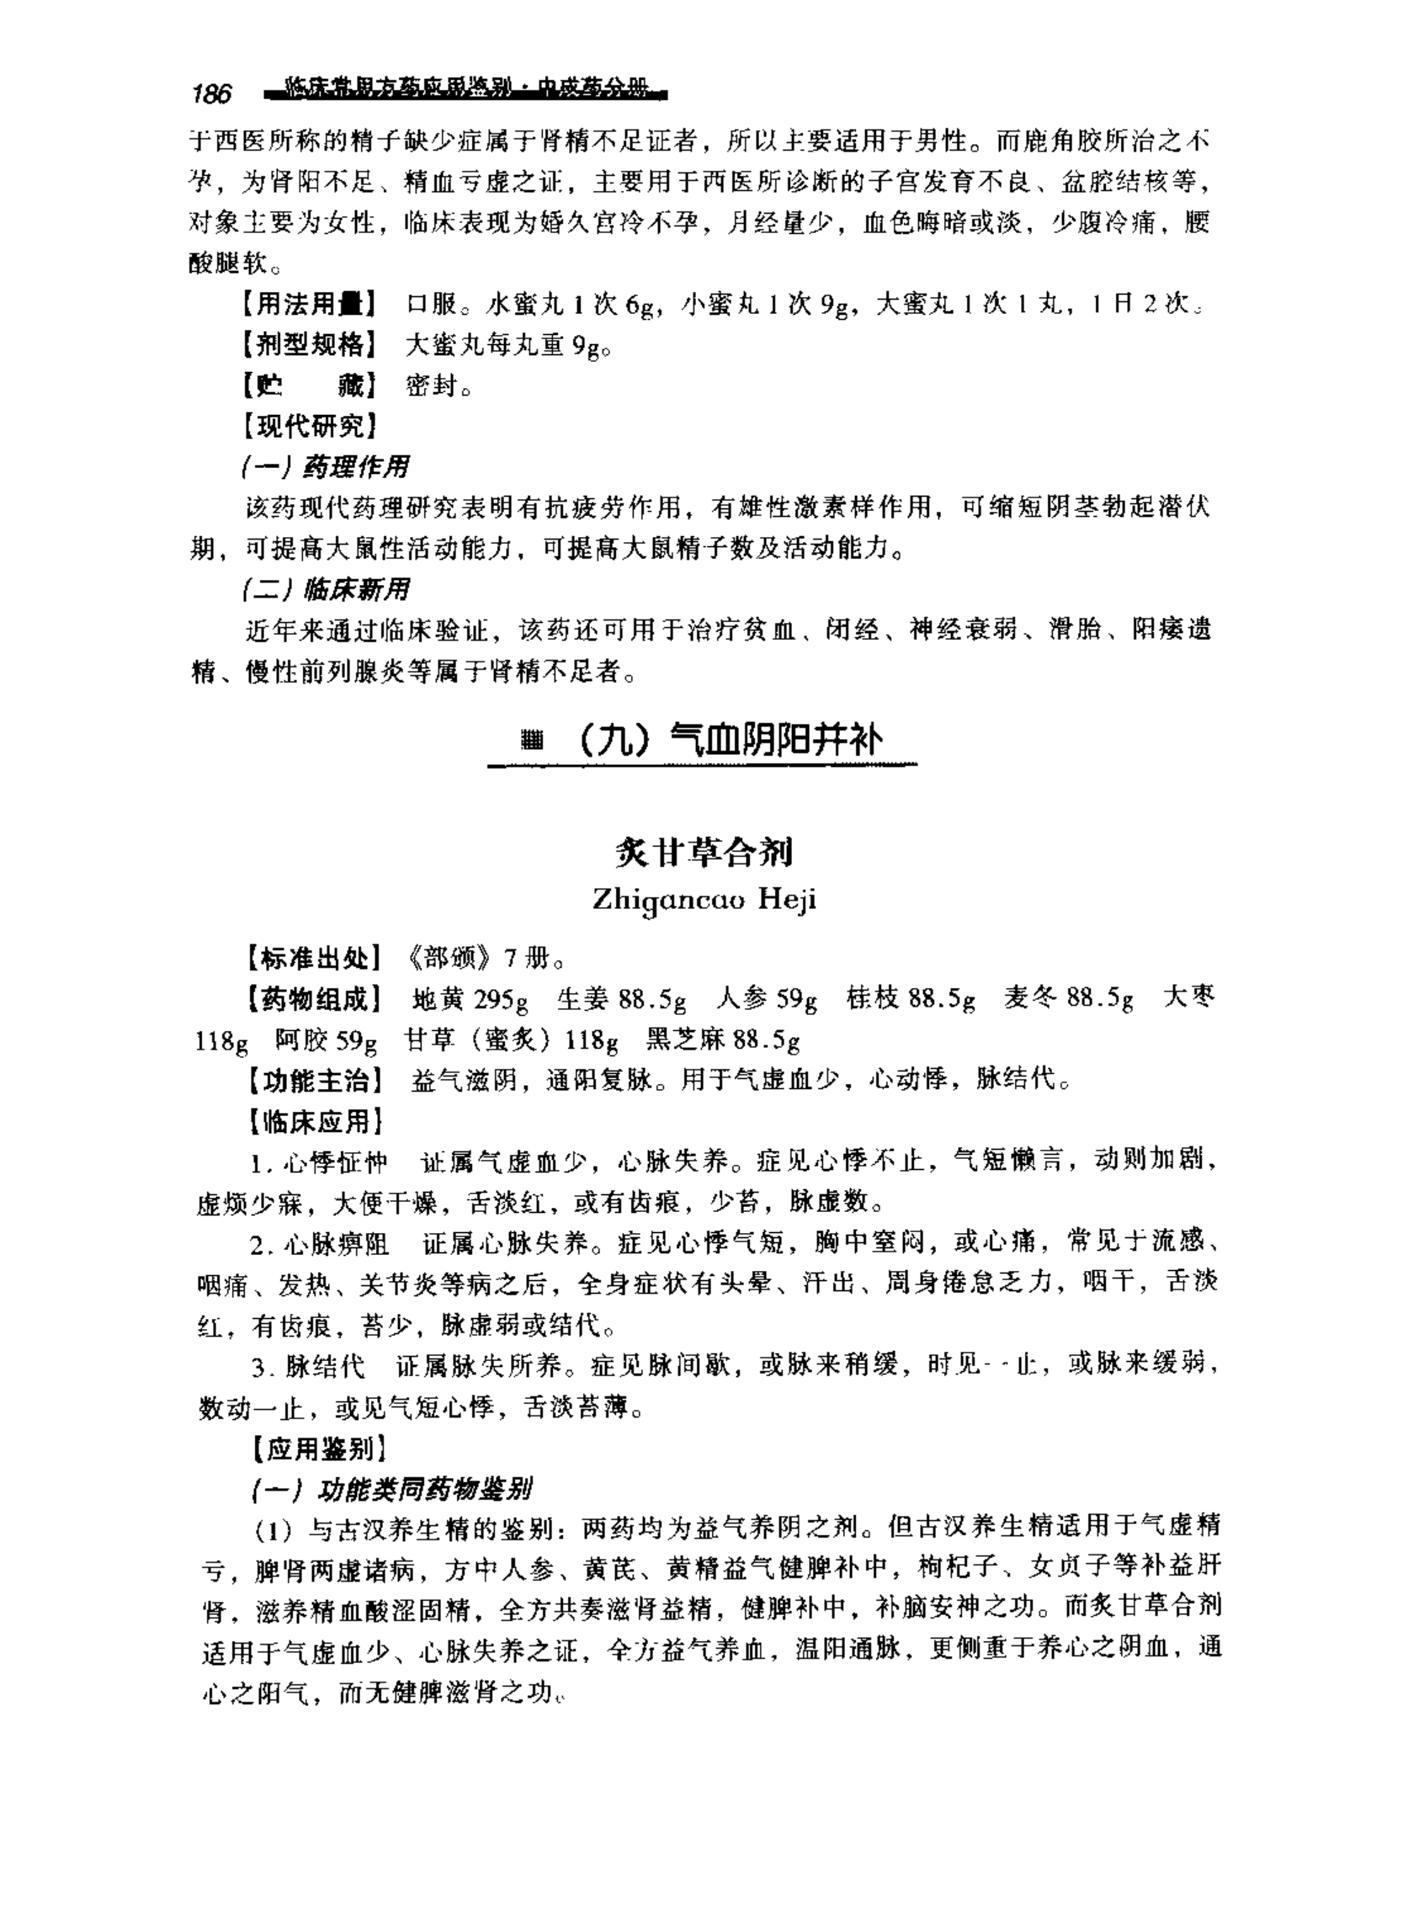 186 临床常用方药应用鉴别·中成药分册
于西医所称的精子缺少症属于肾精不足证者，所以主要适用于男性。而鹿角胶所治之不
孕，为肾阳不足、精血亏虚之证，主要用于西医所诊断的子宫发育不良、盆腔结核等，
对象主要为女性，临床表现为婚久宫冷不孕，月经量少，血色晦暗或淡，少腹冷痛，腰
酸腿软。
【用法用量】 口服。水蜜丸1次6g，小蜜丸1次9g，大蜜丸1次1丸，1日2次。
【剂型规格】 大蜜丸每丸重9g。
【贮　　藏】 密封。
【现代研究】
(一) 药理作用
该药现代药理研究表明有抗疲劳作用，有雄性激素样作用，可缩短阴茎勃起潜伏
期，可提高大鼠性活动能力，可提高大鼠精子数及活动能力。
(二) 临床新用
近年来通过临床验证，该药还可用于治疗贫血、闭经、神经衰弱、滑胎、阳痿遗
精、慢性前列腺炎等属于肾精不足者。
（九）气血阴阳并补
炙甘草合剂
Zhigancao Heji
【标准出处】《部颁》7册。
【药物组成】 地黄295g　生姜88.5g　人参59g　桂枝88.5g　麦冬88.5g　大枣
118g　阿胶59g　甘草（蜜炙）118g　黑芝麻88.5g
【功能主治】 益气滋阴，通阳复脉。用于气虚血少，心动悸，脉结代。
【临床应用】
1. 心悸怔忡　证属气虚血少，心脉失养。症见心悸不止，气短懒言，动则加剧，
虚烦少寐，大便干燥，舌淡红，或有齿痕，少苔，脉虚数。
2. 心脉痹阻　证属心脉失养。症见心悸气短，胸中窒闷，或心痛，常见于流感、
咽痛、发热、关节炎等病之后，全身症状有头晕、汗出、周身倦怠乏力，咽干，舌淡
红，有齿痕，苔少，脉虚弱或结代。
3. 脉结代　证属脉失所养。症见脉间歇，或脉来稍缓，时见一止，或脉来缓弱，
数动一止，或见气短心悸，舌淡苔薄。
【应用鉴别】
(一) 功能类同药物鉴别
(1) 与古汉养生精的鉴别：两药均为益气养阴之剂。但古汉养生精适用于气虚精
亏，脾肾两虚诸病，方中人参、黄芪、黄精益气健脾补中，枸杞子、女贞子等补益肝
肾，滋养精血酸涩固精，全方共奏滋肾益精，健脾补中，补脑安神之功。而炙甘草合剂
适用于气虚血少、心脉失养之证，全方益气养血，温阳通脉，更侧重于养心之阴血，通
心之阳气，而无健脾滋肾之功。